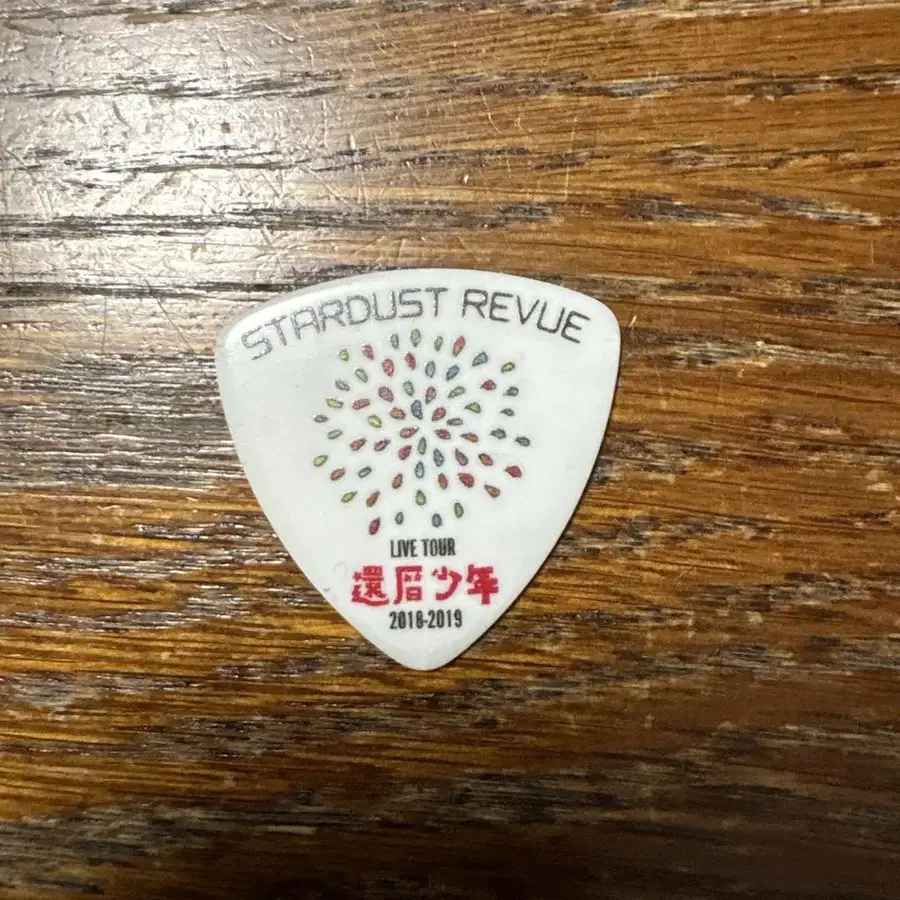 STARDUST REVUE
LIVE TOUR
還暦少年
2018-2019